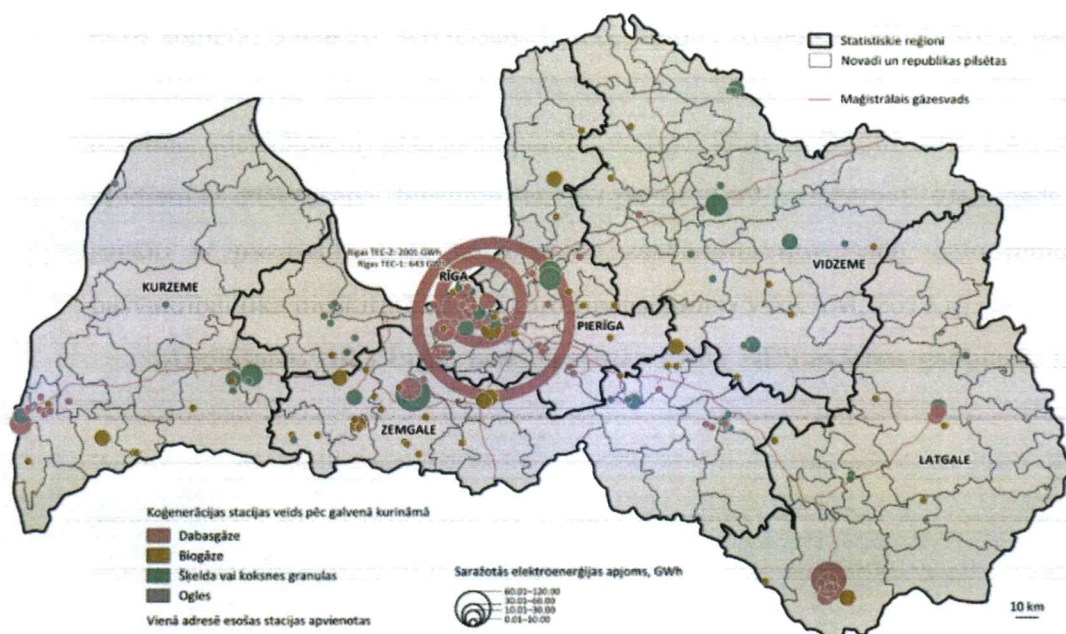 Statistiskie reģioni
Novadi un republikas pilsētas
Maģistrālais gāzesvads
Rīgas TEC-2: 2001 GWh
Rīgas TEC-1: 643 GWh
RĪGA
KURZEME
VIDZEME
PIERĪGA
ZEMGALE
LATGALE
Koģenerācijas stacijas veids pēc galvenā kurināmā
Dabasgāze
Biogāze
Šķelda vai koksnes granulas
Ogles
Vienā adresē esošas stacijas apvienotas
Saražotās elektroenerģijas apjoms, GWh
60.01–120.00
30.01–60.00
10.01–30.00
0.01–10.00
10 km